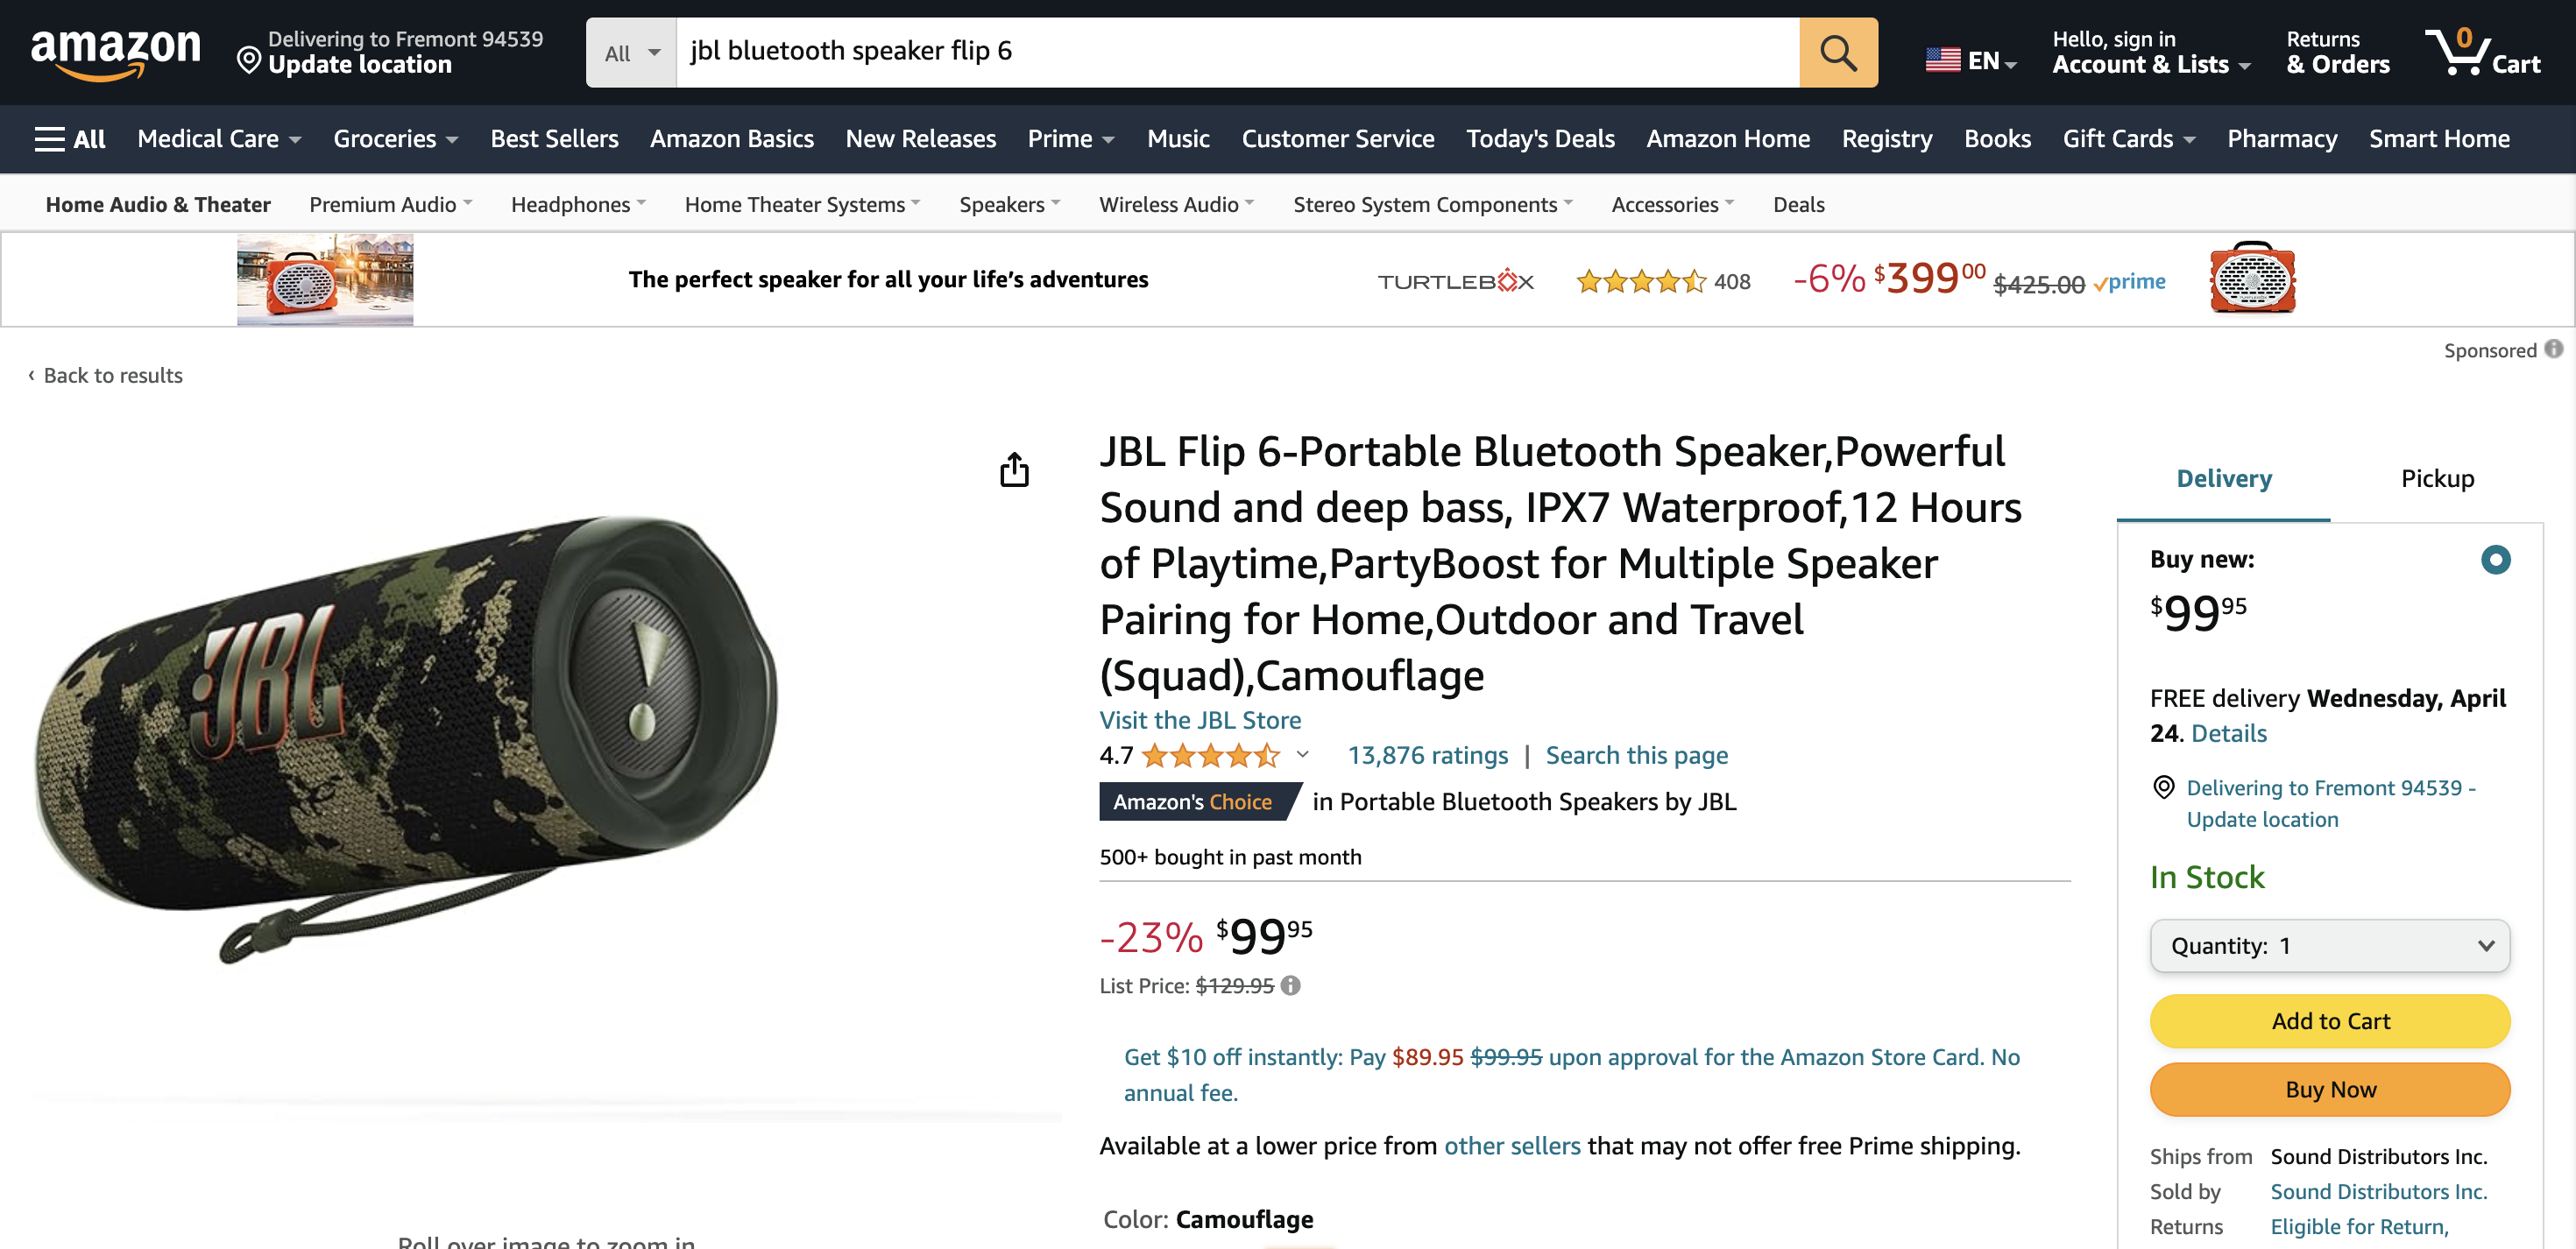 amazon
Delivering to Fremont 94539
Update location
All
jbl bluetooth speaker flip 6
EN
Hello, sign in
Account & Lists
Returns
& Orders
0
Cart
All
Medical Care
Groceries
Best Sellers
Amazon Basics
New Releases
Prime
Music
Customer Service
Today's Deals
Amazon Home
Registry
Books
Gift Cards
Pharmacy
Smart Home
Home Audio & Theater
Premium Audio
Headphones
Home Theater Systems
Speakers
Wireless Audio
Stereo System Components
Accessories
Deals
The perfect speaker for all your life's adventures
TURTLEBOX
408
-6% $39900 $425.00 prime
Sponsored
‹ Back to results
JBL
JBL Flip 6-Portable Bluetooth Speaker,Powerful
Sound and deep bass, IPX7 Waterproof,12 Hours
of Playtime,PartyBoost for Multiple Speaker
Pairing for Home,Outdoor and Travel
(Squad),Camouflage
Visit the JBL Store
4.7
13,876 ratings | Search this page
Amazon's Choice in Portable Bluetooth Speakers by JBL
500+ bought in past month
-23% $9995
List Price: $129.95
Get $10 off instantly: Pay $89.95 $99.95 upon approval for the Amazon Store Card. No
annual fee.
Available at a lower price from other sellers that may not offer free Prime shipping.
Color: Camouflage
Roll over image to zoom in
Delivery
Pickup
Buy new:
$9995
FREE delivery Wednesday, April
24. Details
Delivering to Fremont 94539 -
Update location
In Stock
Quantity: 1
Add to Cart
Buy Now
Ships from Sound Distributors Inc.
Sold by Sound Distributors Inc.
Returns Eligible for Return,